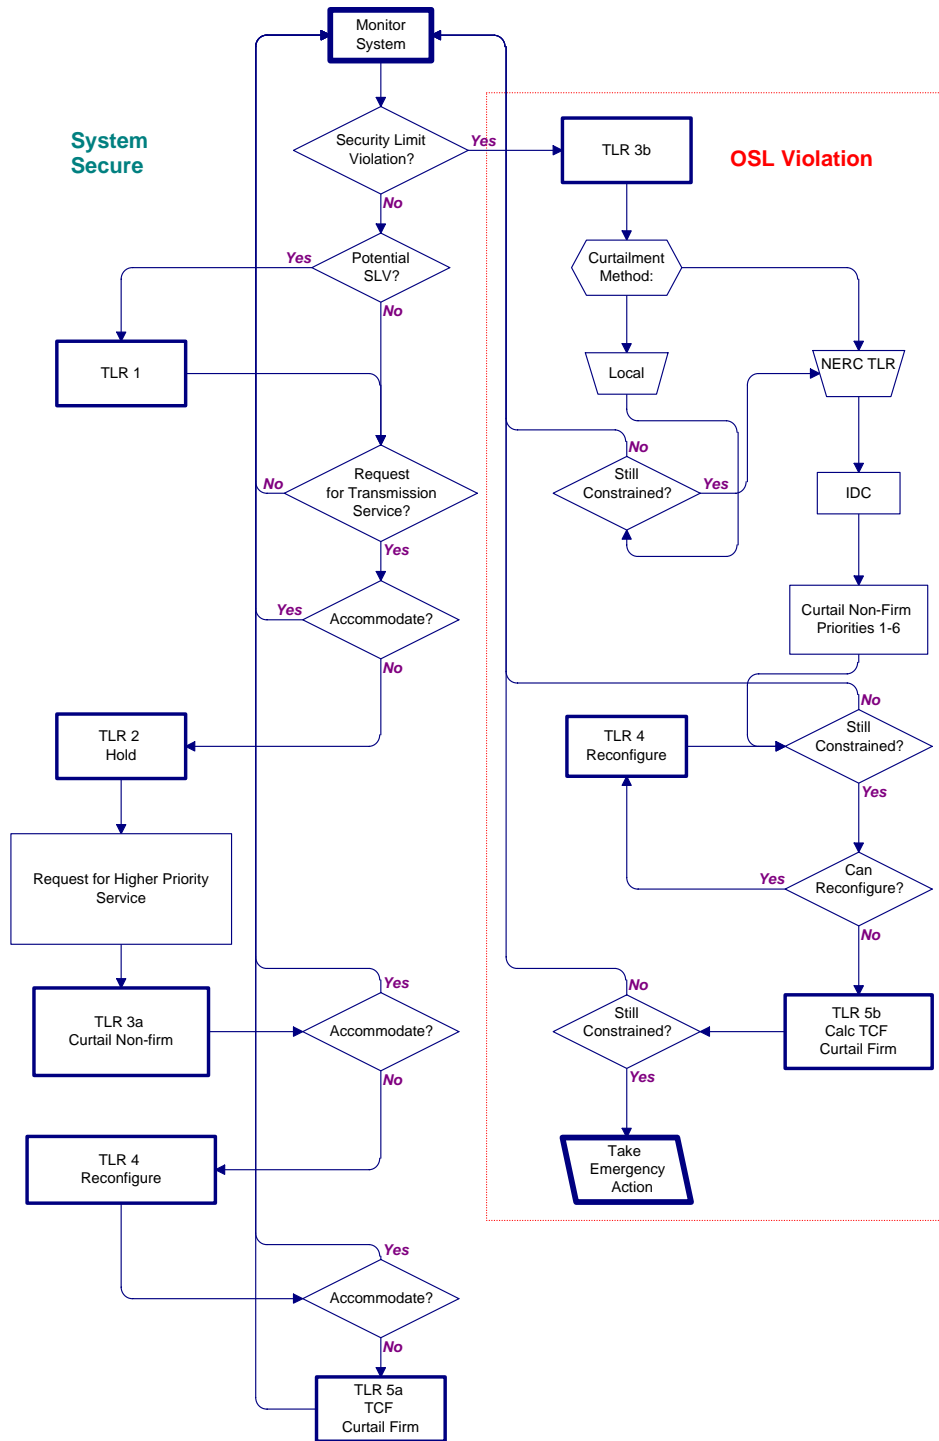 Monitor
System
System
Secure
Security Limit
Violation?
Yes
No
TLR 3b
OSL Violation
Yes
Potential
SLV?
No
Curtailment
Method:
TLR 1
Local
NERC TLR
No
Request
for Transmission
Service?
Yes
No
Still
Constrained?
Yes
IDC
Yes
Accommodate?
No
Curtail Non-Firm
Priorities 1-6
TLR 2
Hold
TLR 4
Reconfigure
No
Still
Constrained?
Yes
Request for Higher Priority
Service
Yes
Can
Reconfigure?
No
TLR 3a
Curtail Non-firm
Yes
Accommodate?
No
No
Still
Constrained?
Yes
TLR 5b
Calc TCF
Curtail Firm
TLR 4
Reconfigure
Take
Emergency
Action
Yes
Accommodate?
No
TLR 5a
TCF
Curtail Firm